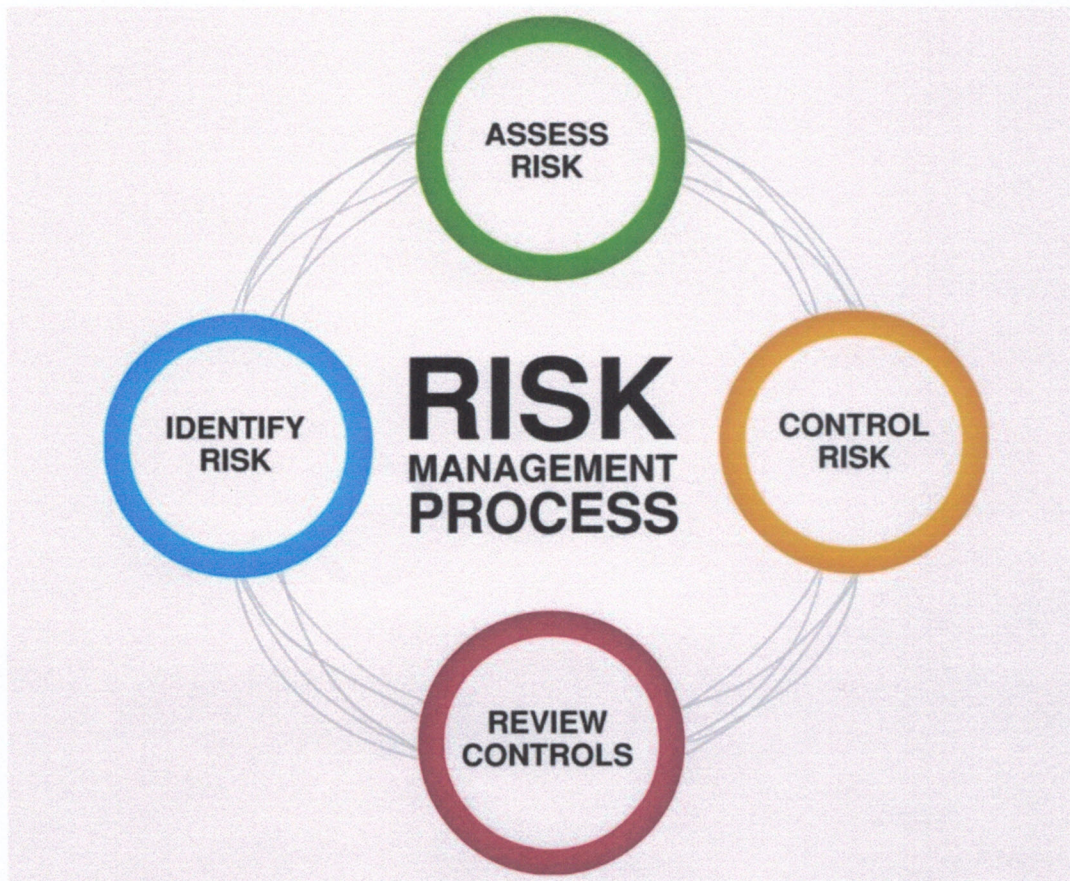 ASSESS
RISK
IDENTIFY
RISK
RISK
MANAGEMENT
PROCESS
CONTROL
RISK
REVIEW
CONTROLS